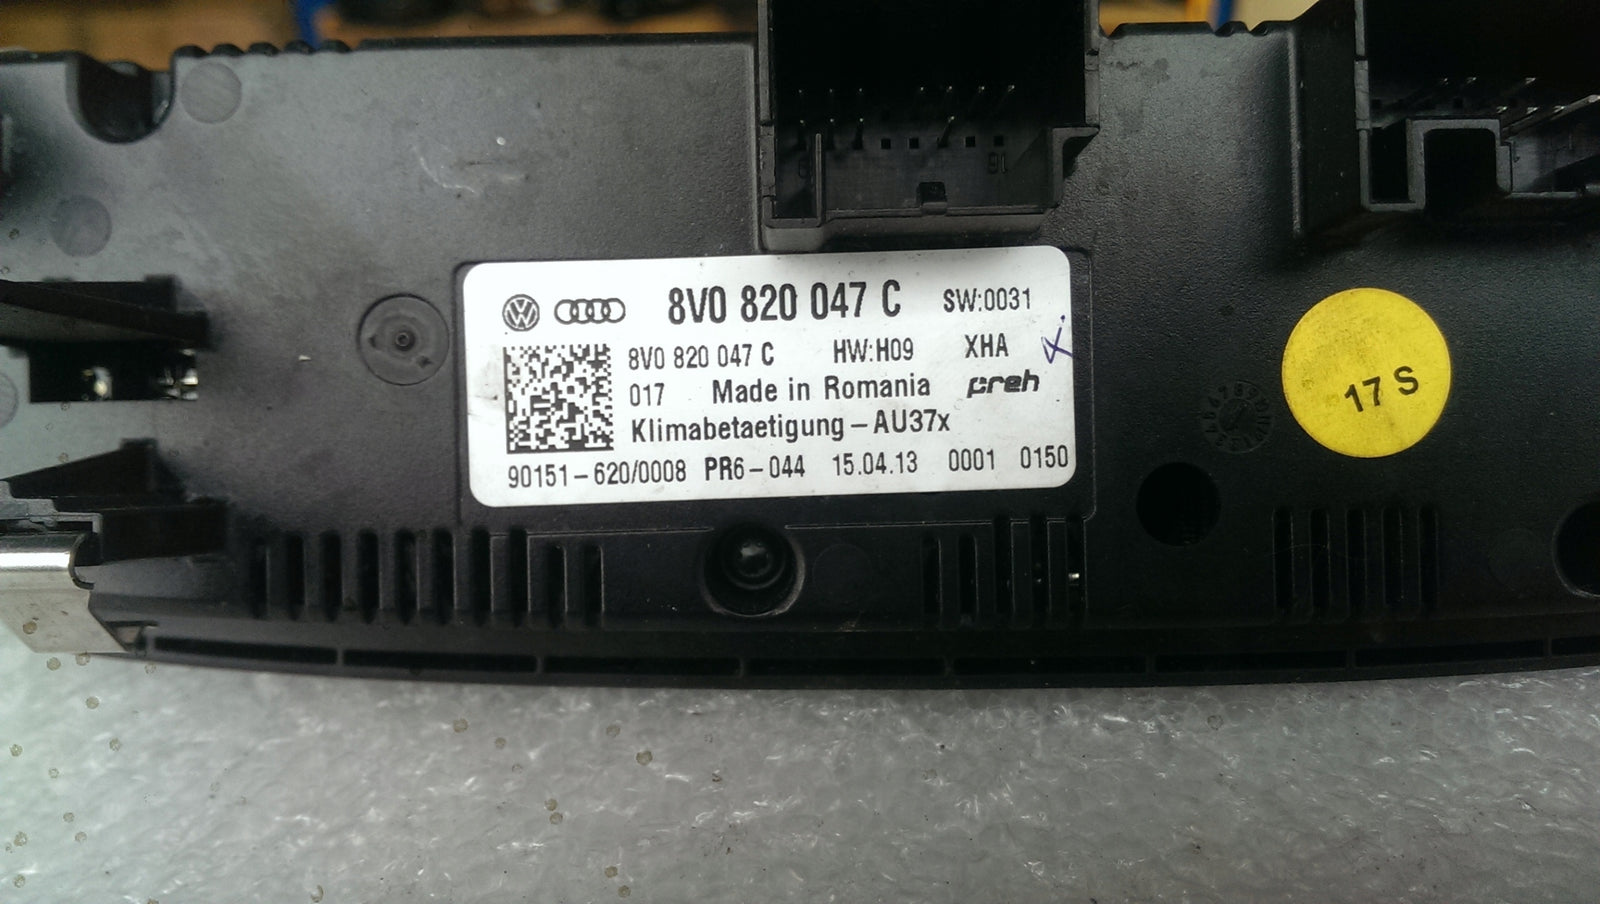 16
8V0 820 047 C SW:0031
8V0 820 047 C HW:H09 XHA
017 Made in Romania preh
Klimabetaetigung-AU37x
90151-620/0008 PR6-044 15.04.13 0001 0150
17 S